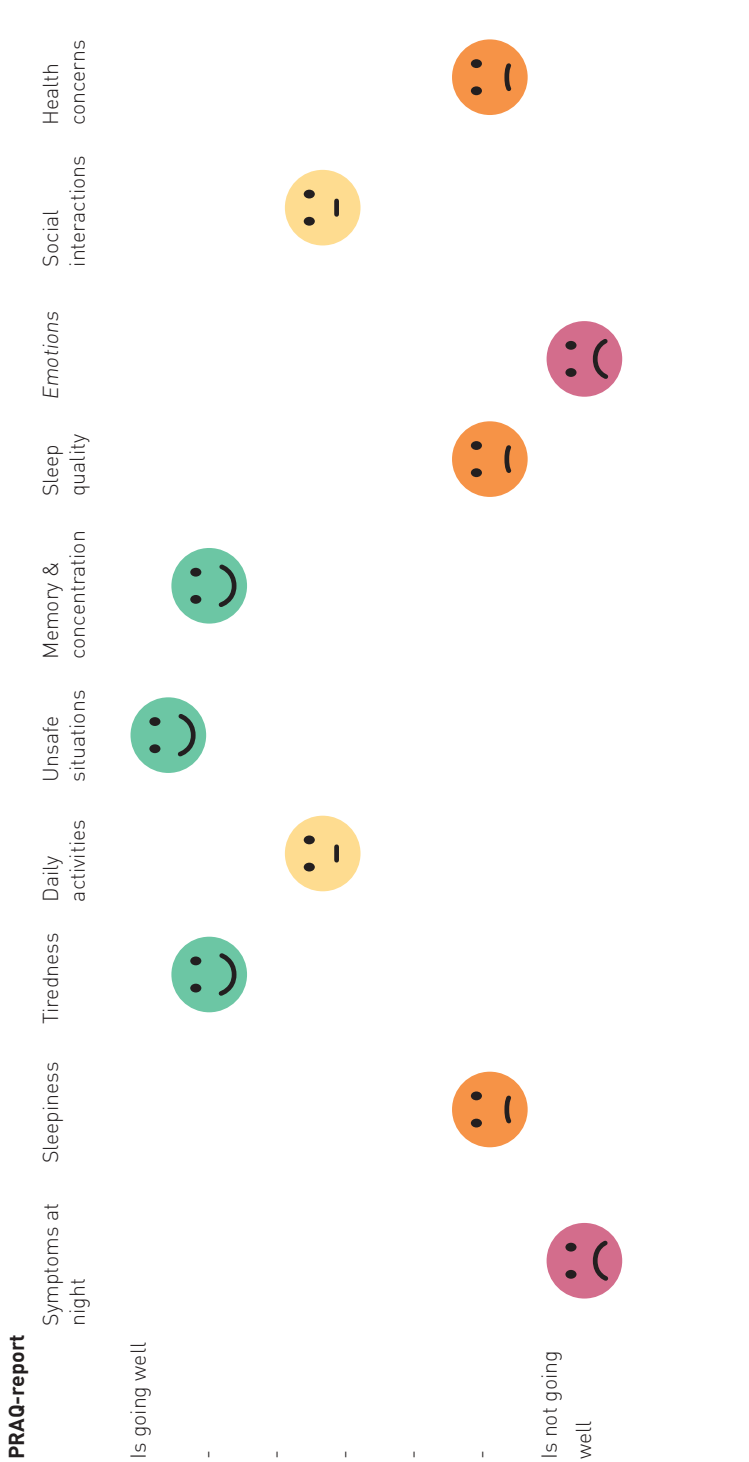 PRAQ-report
Symptoms at
night
Sleepiness
Tiredness
Daily
activities
Unsafe
situations
Memory &
concentration
Sleep
quality
Emotions
Social
interactions
Health
concerns
Is going well
-
-
-
-
-
Is not going
well